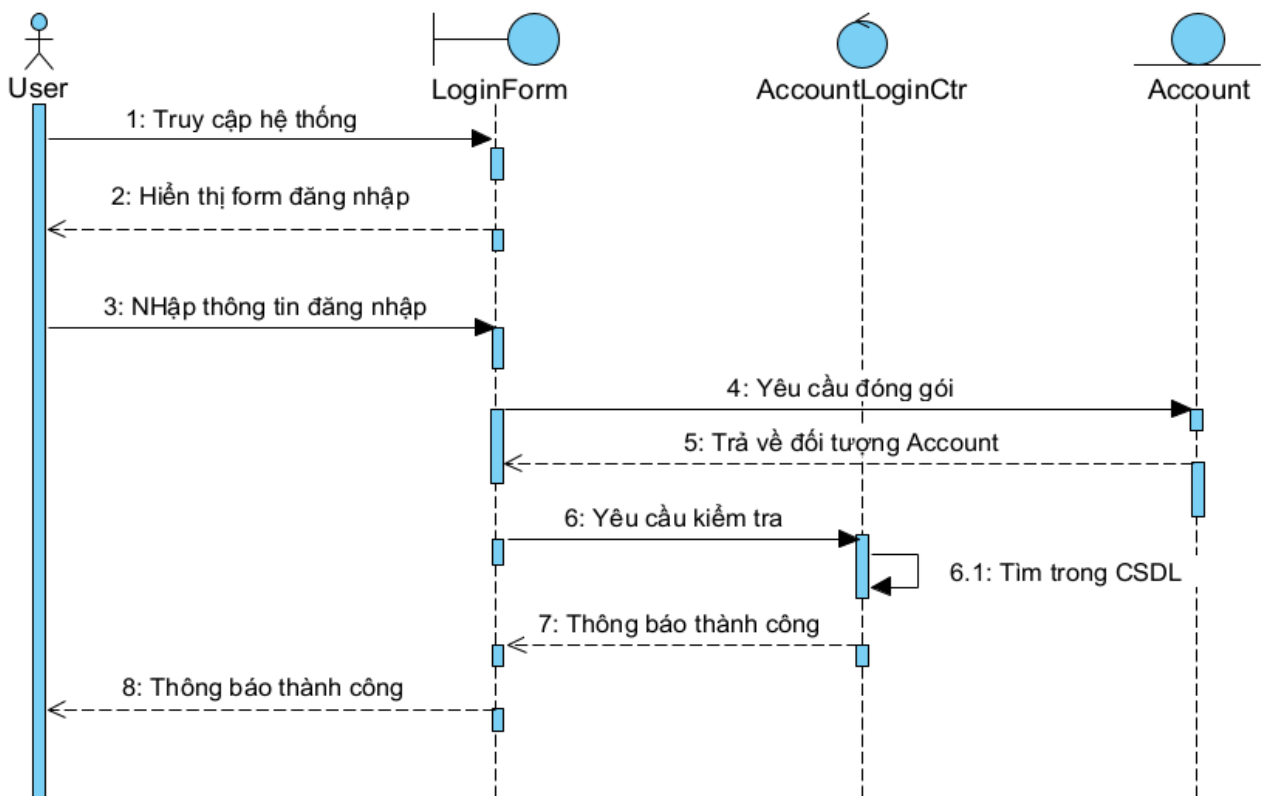 User
LoginForm
AccountLoginCtr
Account
1: Truy cập hệ thống
2: Hiển thị form đăng nhập
3: NHập thông tin đăng nhập
4: Yêu cầu đóng gói
5: Trả về đối tượng Account
6: Yêu cầu kiểm tra
6.1: Tìm trong CSDL
7: Thông báo thành công
8: Thông báo thành công